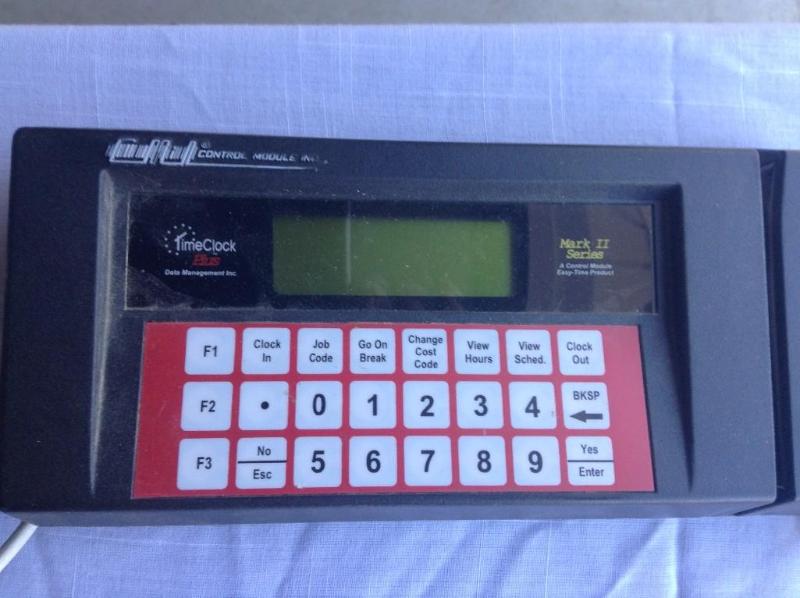 CONTROL MODULE INC.
TimeClock
Plus
Data Management Inc.
Mark II
Series
A Control Module
Easy-Time Product
F1
Clock
In
Job
Code
Go On
Break
Change
Cost
Code
View
Hours
View
Sched.
Clock
Out
F2
•
0
1
2
3
4
BKSP
F3
No
Esc
5
6
7
8
9
Yes
Enter